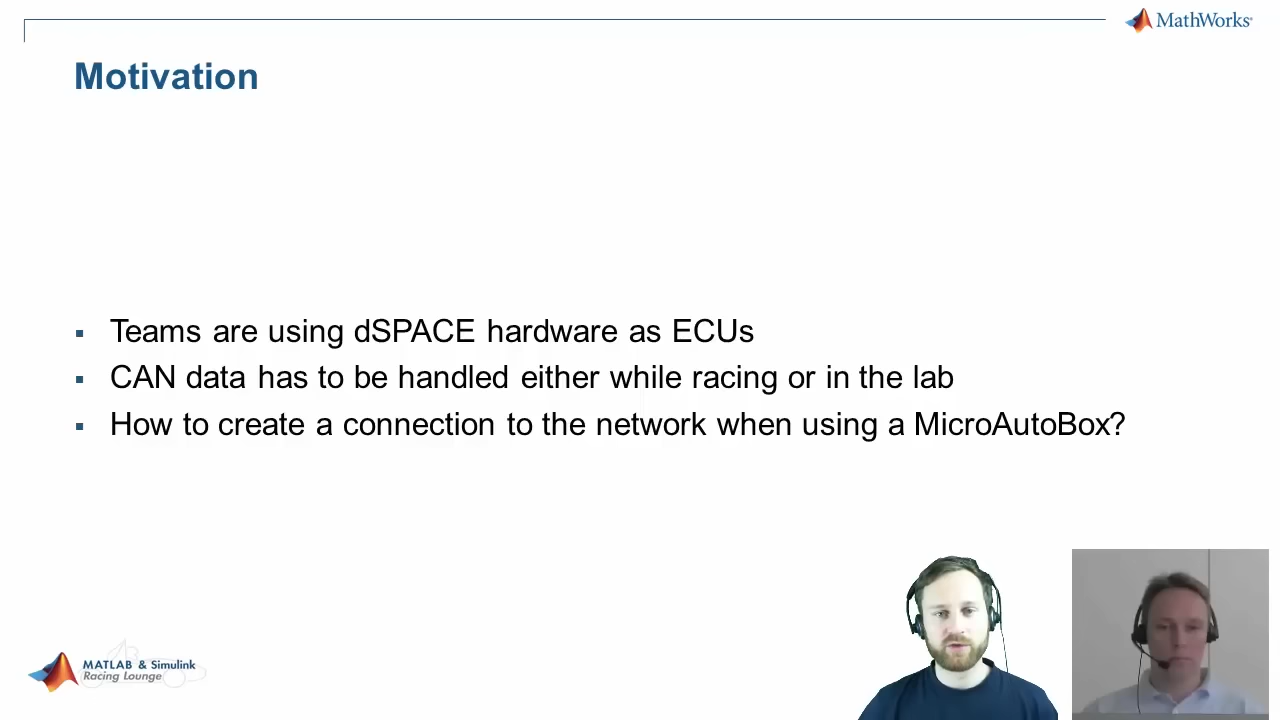 MathWorks®
Motivation
Teams are using dSPACE hardware as ECUs
CAN data has to be handled either while racing or in the lab
How to create a connection to the network when using a MicroAutoBox?
MATLAB & Simulink
Racing Lounge